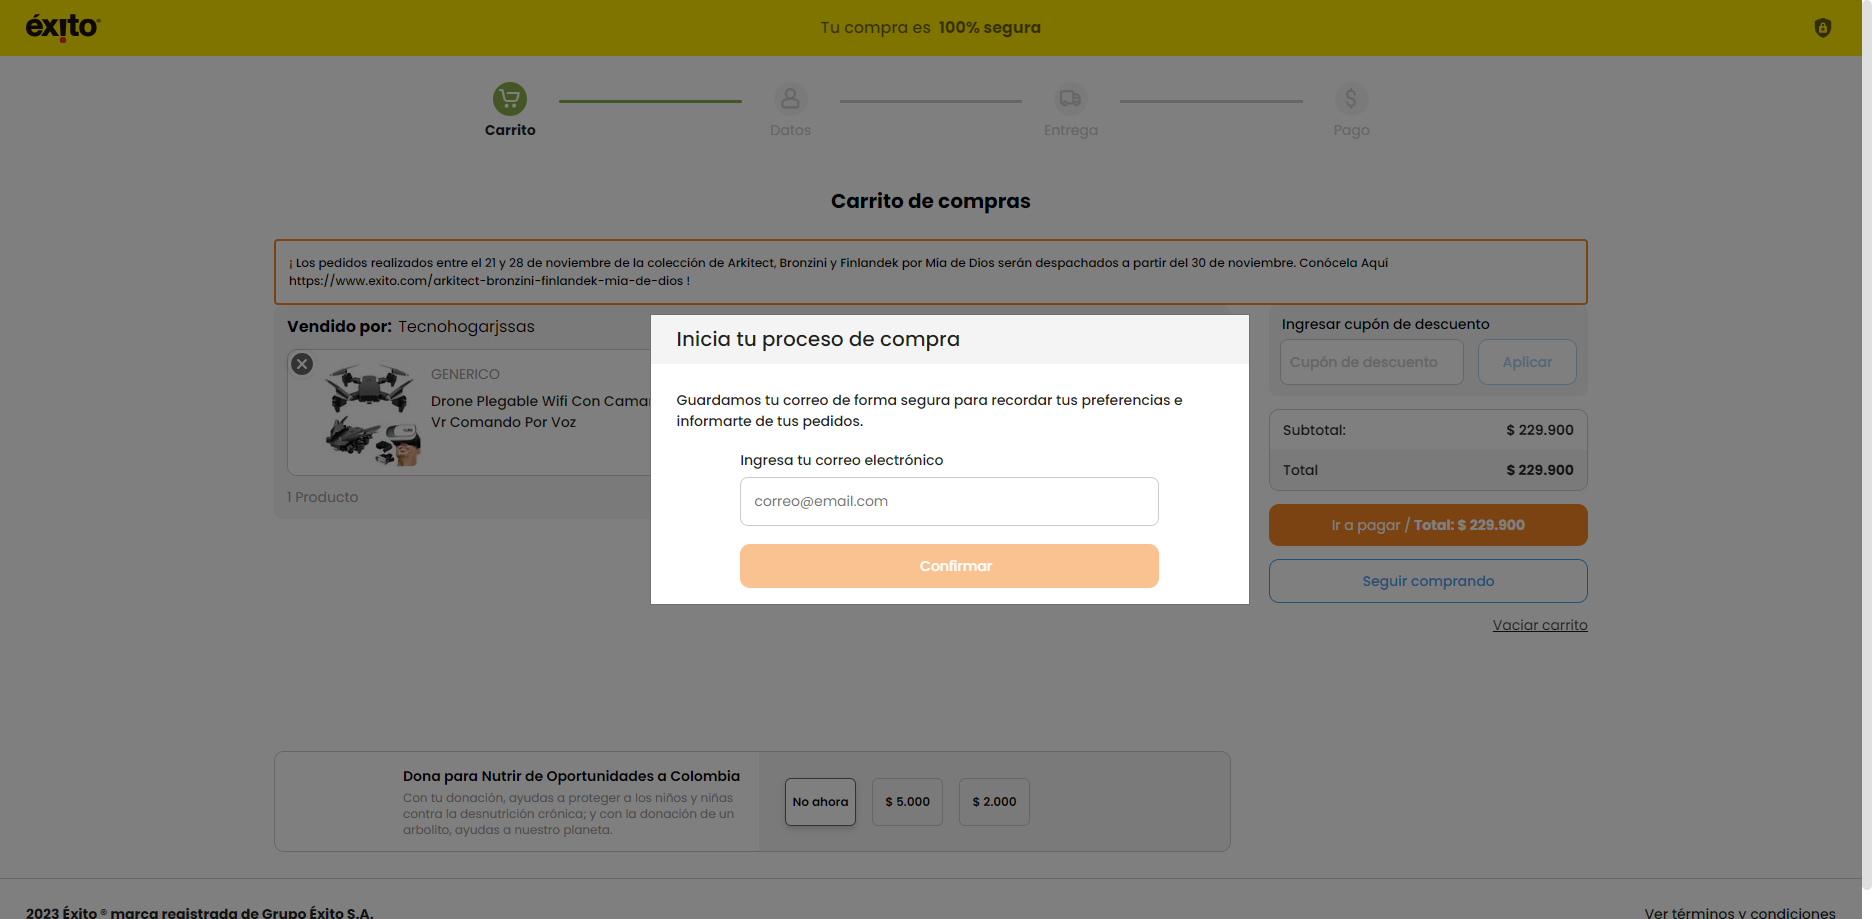 éxito
Tu compra es 100% segura
Carrito
Datos
Entrega
Pago
Carrito de compras
¡ Los pedidos realizados entre el 21 y 28 de noviembre de la colección de Arkitect, Bronzini y Finlandek por Mia de Dios serán despachados a partir del 30 de noviembre. Conócela Aquí
https://www.exito.com/arkitect-bronzini-finlandek-mia-de-dios !
Vendido por: Tecnohogarjssas
GENERICO
Drone Plegable Wifi Con Camar
Vr Comando Por Voz
1 Producto
Inicia tu proceso de compra
Guardamos tu correo de forma segura para recordar tus preferencias e
informarte de tus pedidos.
Ingresa tu correo electrónico
correo@email.com
Confirmar
Ingresar cupón de descuento
Cupón de descuento
Aplicar
Subtotal: $ 229.900
Total $ 229.900
Ir a pagar / Total: $ 229.900
Seguir comprando
Vaciar carrito
Dona para Nutrir de Oportunidades a Colombia
Con tu donación, ayudas a proteger a los niños y niñas
contra la desnutrición crónica; y con la donación de un
arbolito, ayudas a nuestro planeta.
No ahora
$ 5.000
$ 2.000
2023 Éxito ® marca registrada de Grupo Éxito S.A.
Ver términos y condiciones